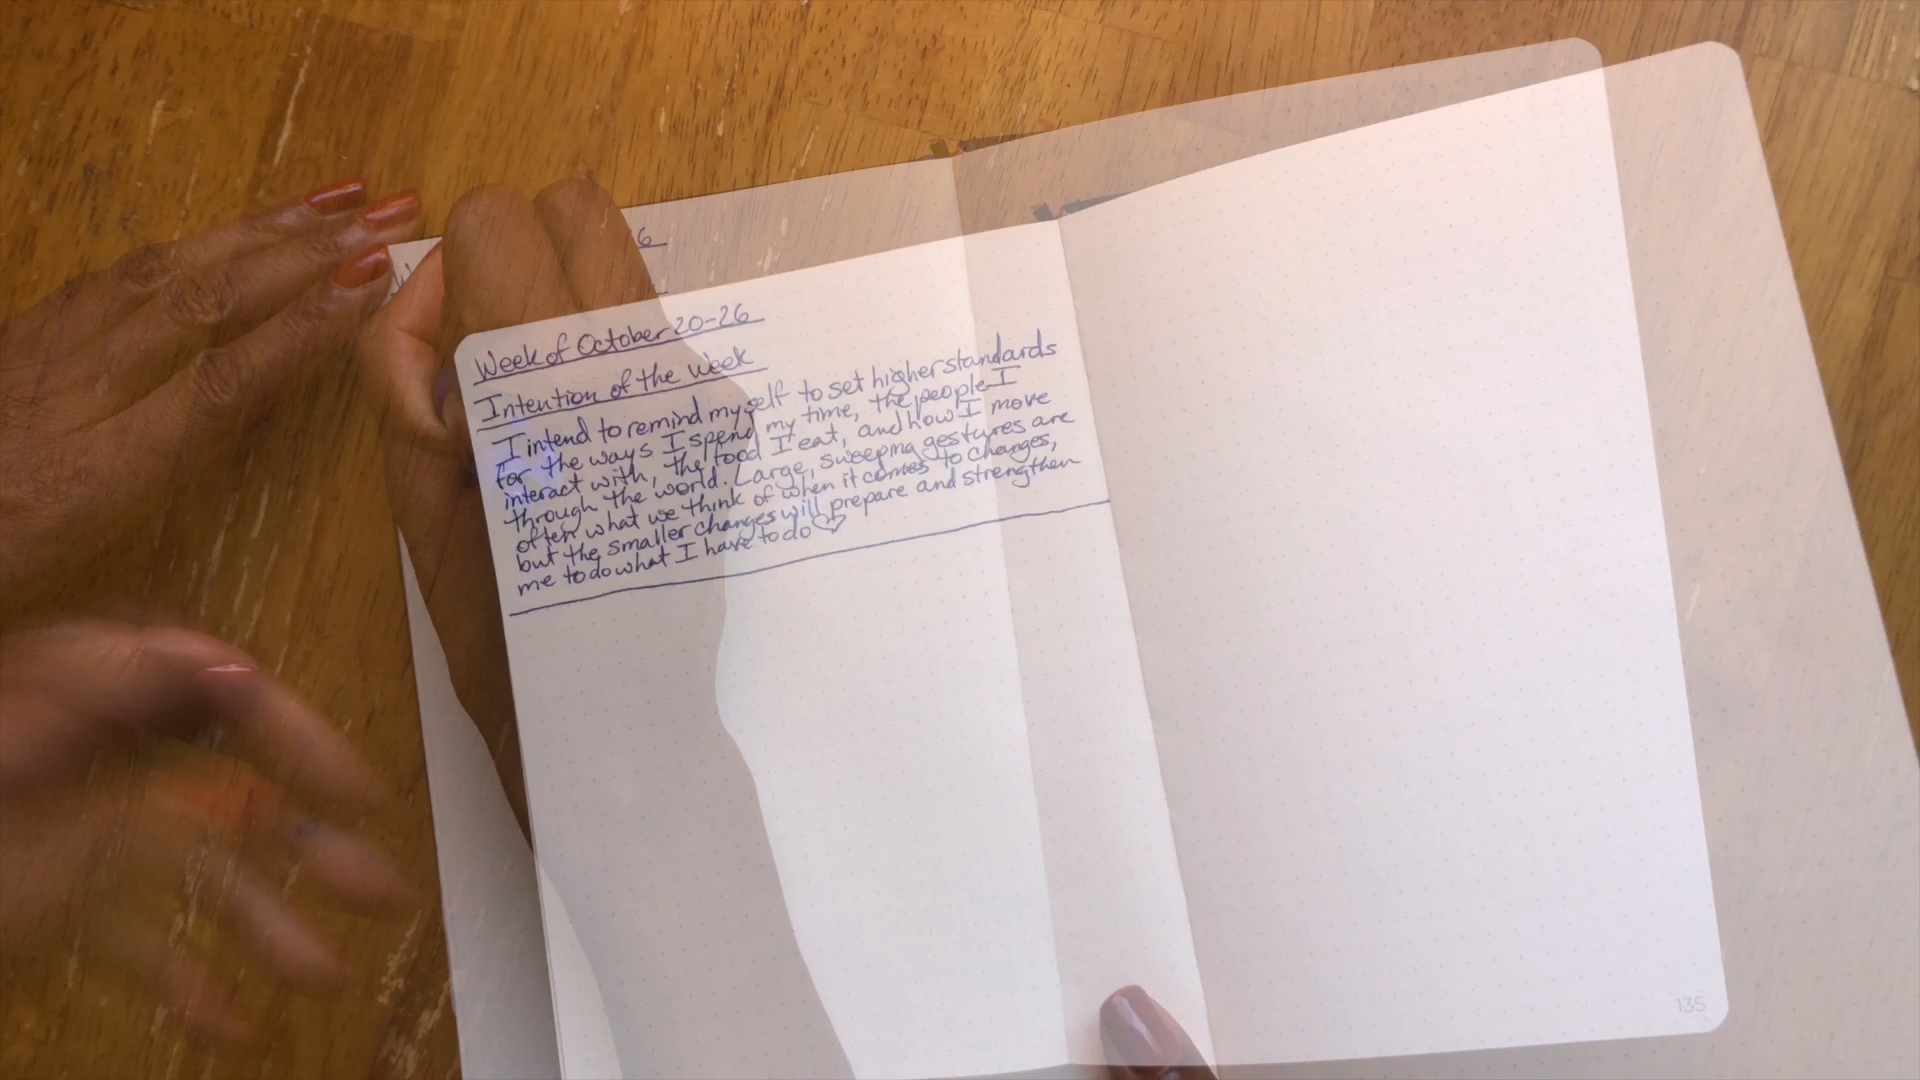 Week of October 20-26
Intention of the Week
I intend to remind myself to set higher standards
for the ways I spend my time, the people I
interact with, the food I eat, and how I move
through the world. Large, sweeping gestures are
often what we think of when it comes to changes,
but the smaller changes will prepare and strengthen
me to do what I have to do ♡
6
135